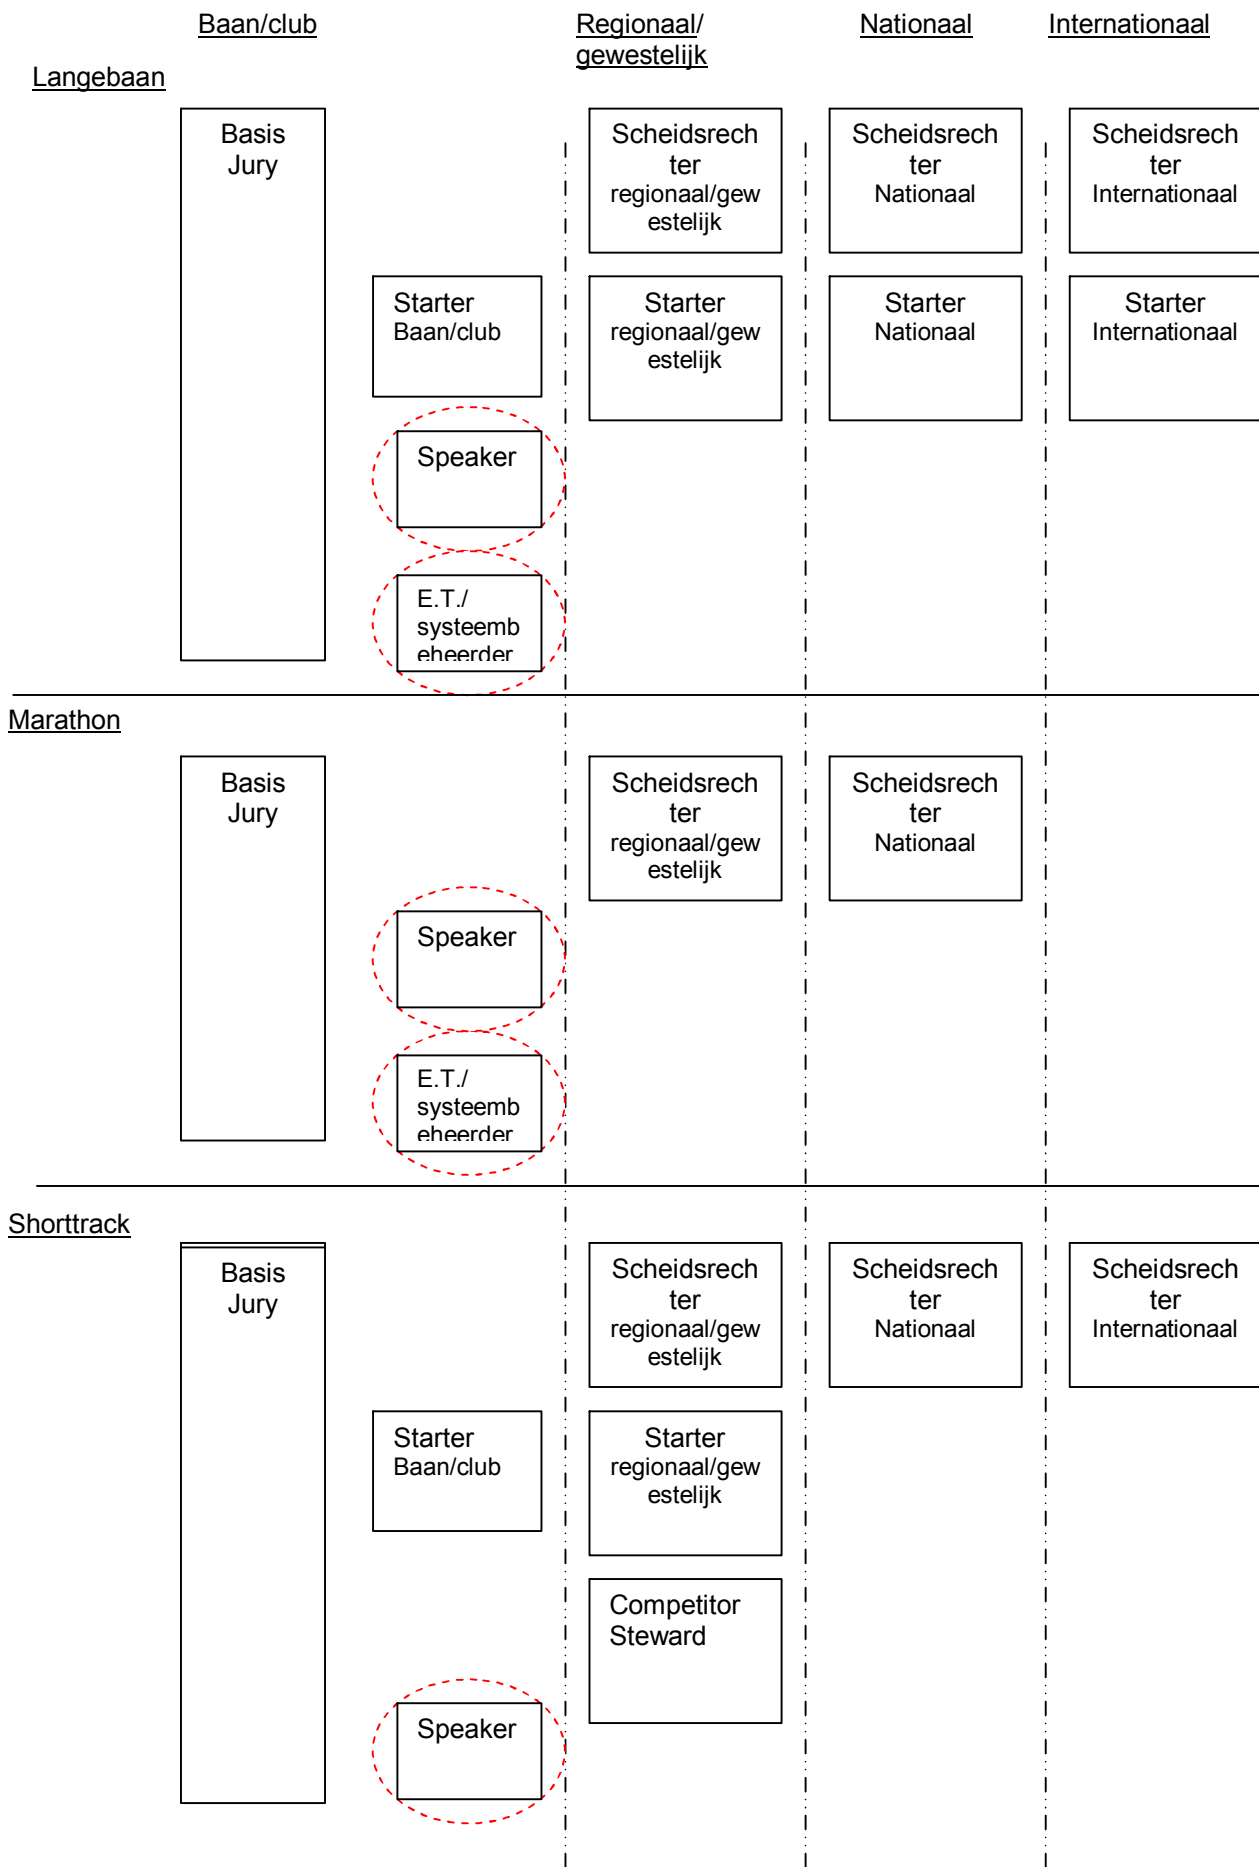 Baan/club
Regionaal/
gewestelijk
Nationaal
Internationaal
Langebaan
Basis
Jury
Scheidsrech
ter
regionaal/gew
estelijk
Scheidsrech
ter
Nationaal
Scheidsrech
ter
Internationaal
Starter
Baan/club
Starter
regionaal/gew
estelijk
Starter
Nationaal
Starter
Internationaal
Speaker
E.T./
systeemb
eheerder
Marathon
Basis
Jury
Scheidsrech
ter
regionaal/gew
estelijk
Scheidsrech
ter
Nationaal
Speaker
E.T./
systeemb
eheerder
Shorttrack
Basis
Jury
Scheidsrech
ter
regionaal/gew
estelijk
Scheidsrech
ter
Nationaal
Scheidsrech
ter
Internationaal
Starter
Baan/club
Starter
regionaal/gew
estelijk
Competitor
Steward
Speaker